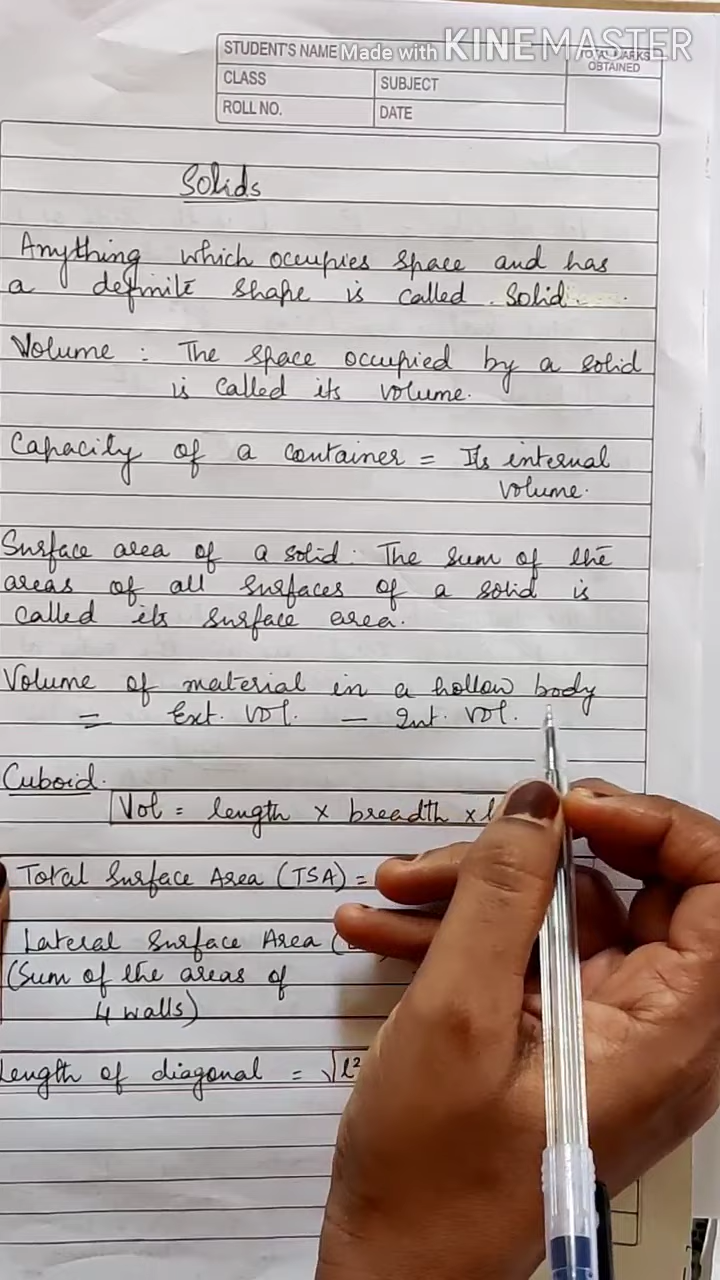 STUDENT'S NAME
Made with KINEMASTER
OBTAINED
CLASS
SUBJECT
ROLL NO.
DATE
Solids
Anything which occupies space and has
a definite shape is called solid.
Volume : The space occupied by a solid
is called its volume.
Capacity of a container = Its internal
volume.
Surface area of a solid: The sum of the
areas of all surfaces of a solid is
called its surface area.
Volume of material in a hollow body
= Ext. Vol. — Int. Vol.
Cuboid.
Vol = length × breadth ×
Total Surface Area (TSA) =
Lateral Surface Area (
(Sum of the areas of
4 walls)
Length of diagonal = √l²